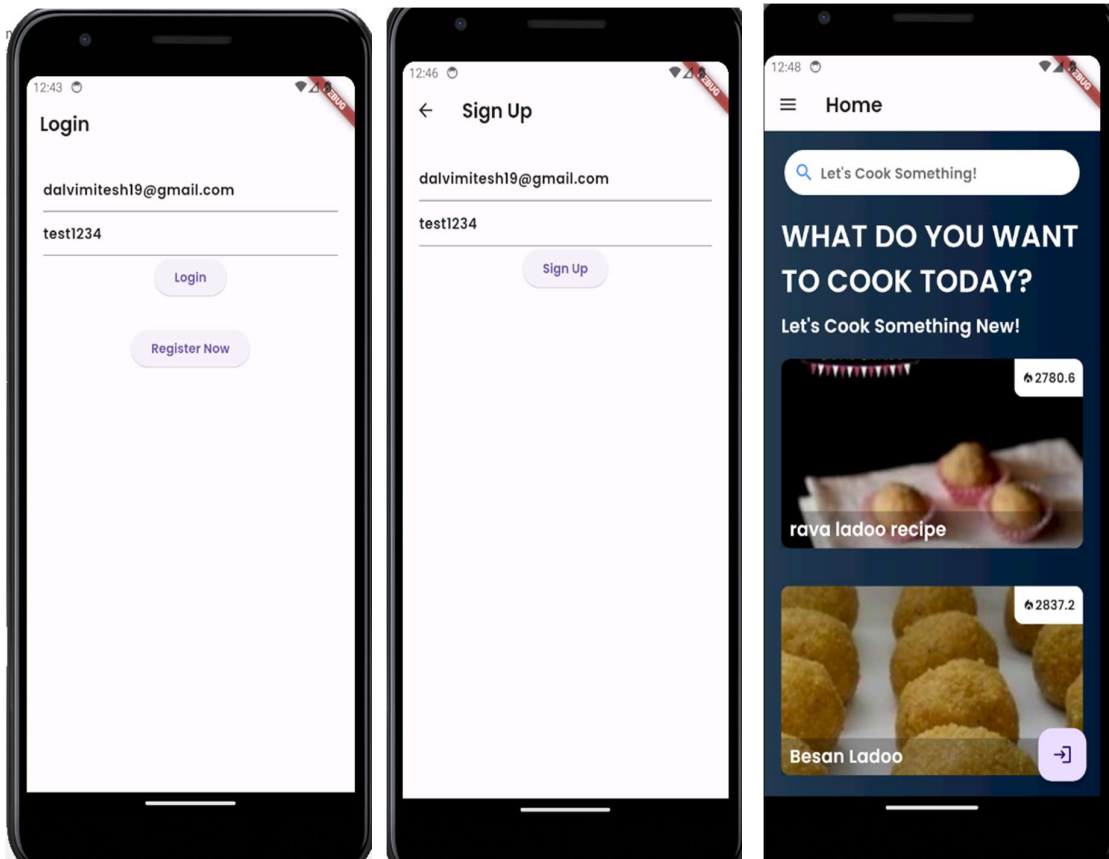 12:43
DEBUG
Login
dalvimitesh19@gmail.com
test1234
Login
Register Now
12:46
DEBUG
Sign Up
dalvimitesh19@gmail.com
test1234
Sign Up
12:48
DEBUG
Home
Let's Cook Something!
WHAT DO YOU WANT
TO COOK TODAY?
Let's Cook Something New!
2780.6
rava ladoo recipe
2837.2
Besan Ladoo